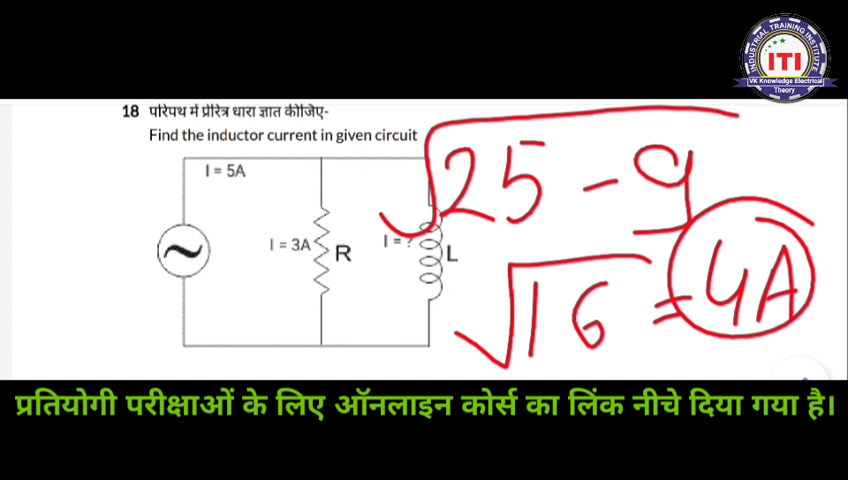 INDUSTRIAL TRAINING INSTITUTE
ITI
VK Knowledge Electrical
Theory
18 परिपथ में प्रेरित्र धारा ज्ञात कीजिए-
Find the inductor current in given circuit
I = 5A
√25 - 9
I = 3A
R
I = ?
L
√16 = 4A
प्रतियोगी परीक्षाओं के लिए ऑनलाइन कोर्स का लिंक नीचे दिया गया है।